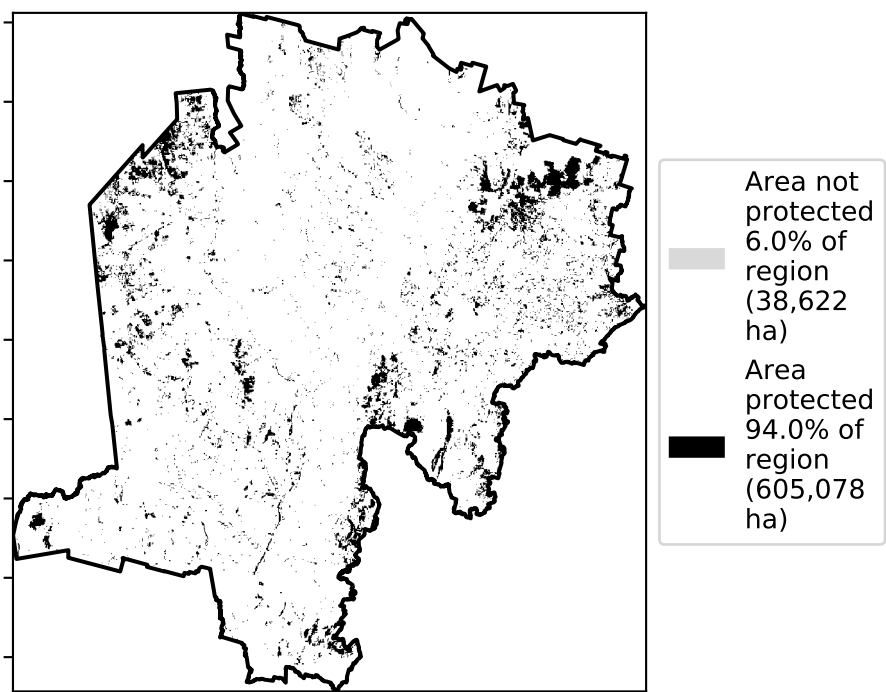 Area not
protected
6.0% of
region
(38,622
ha)
Area
protected
94.0% of
region
(605,078
ha)